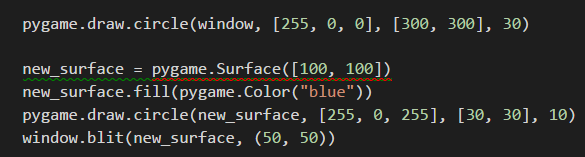 pygame.draw.circle(window, [255, 0, 0], [300, 300], 30)
new_surface = pygame.Surface([100, 100])
new_surface.fill(pygame.Color("blue"))
pygame.draw.circle(new_surface, [255, 0, 255], [30, 30], 10)
window.blit(new_surface, (50, 50))